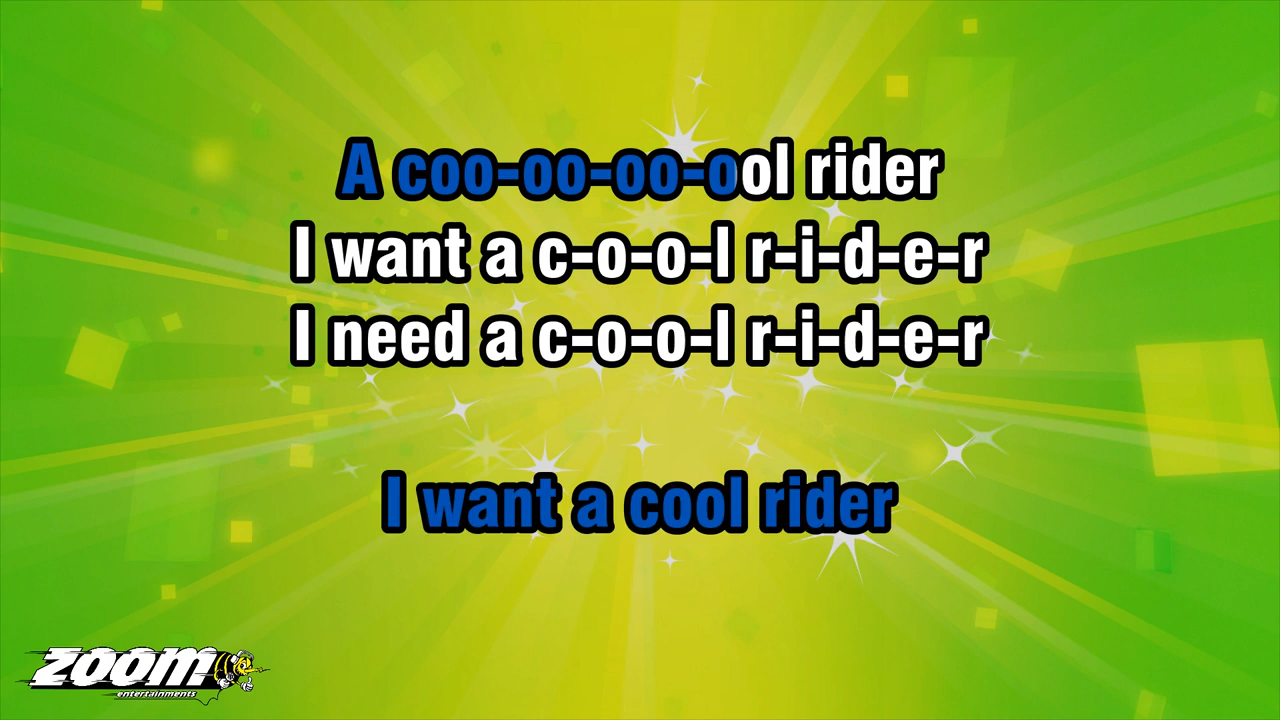 A coo-oo-oo-ool rider
I want a c-o-o-l r-i-d-e-r
I need a c-o-o-l r-i-d-e-r
I want a cool rider
ZOOM
entertainments